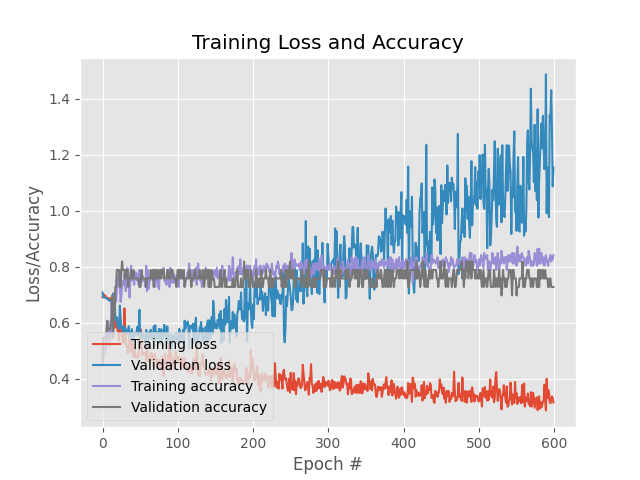 Training Loss and Accuracy
Loss/Accuracy
1.4
1.2
1.0
0.8
0.6
0.4
Training loss
Validation loss
Training accuracy
Validation accuracy
0 100 200 300 400 500 600
Epoch #